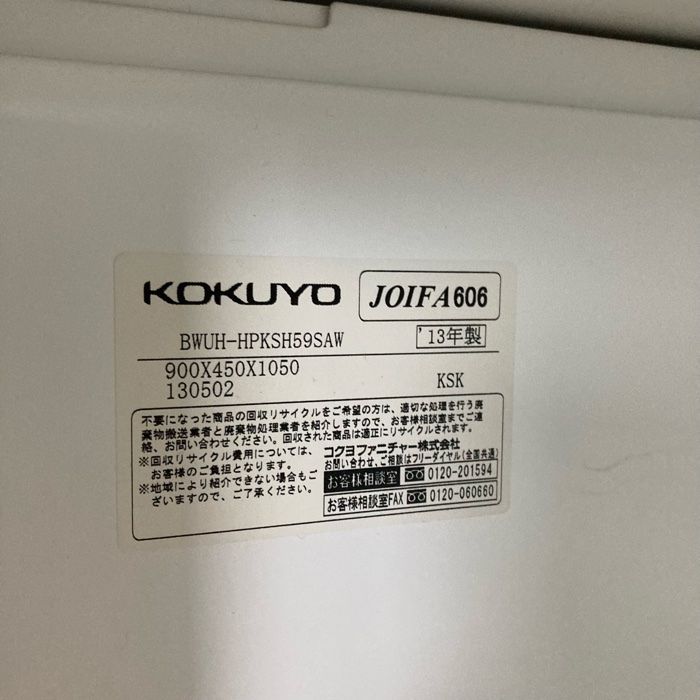 KOKUYO
JOIFA606
BWUH-HPKSH59SAW
'13年製
900X450X1050
130502
KSK
不要になった商品の回収リサイクルをご希望の方は、適切な処理を行う廃
棄物搬送業者と廃棄物処理業者を紹介しますので、お客様相談室までご連
絡、お問い合わせください。回収された商品は適正にリサイクルされます。
※回収リサイクル費用については、
お客様のご負担となります。
※地域により紹介できない場合もご
ざいますので、ご了承ください。
コクヨファニチャー株式会社
お問い合わせ、ご相談はフリーダイヤル(全国共通)
お客様相談室 0120-201594
お客様相談室FAX 0120-060660